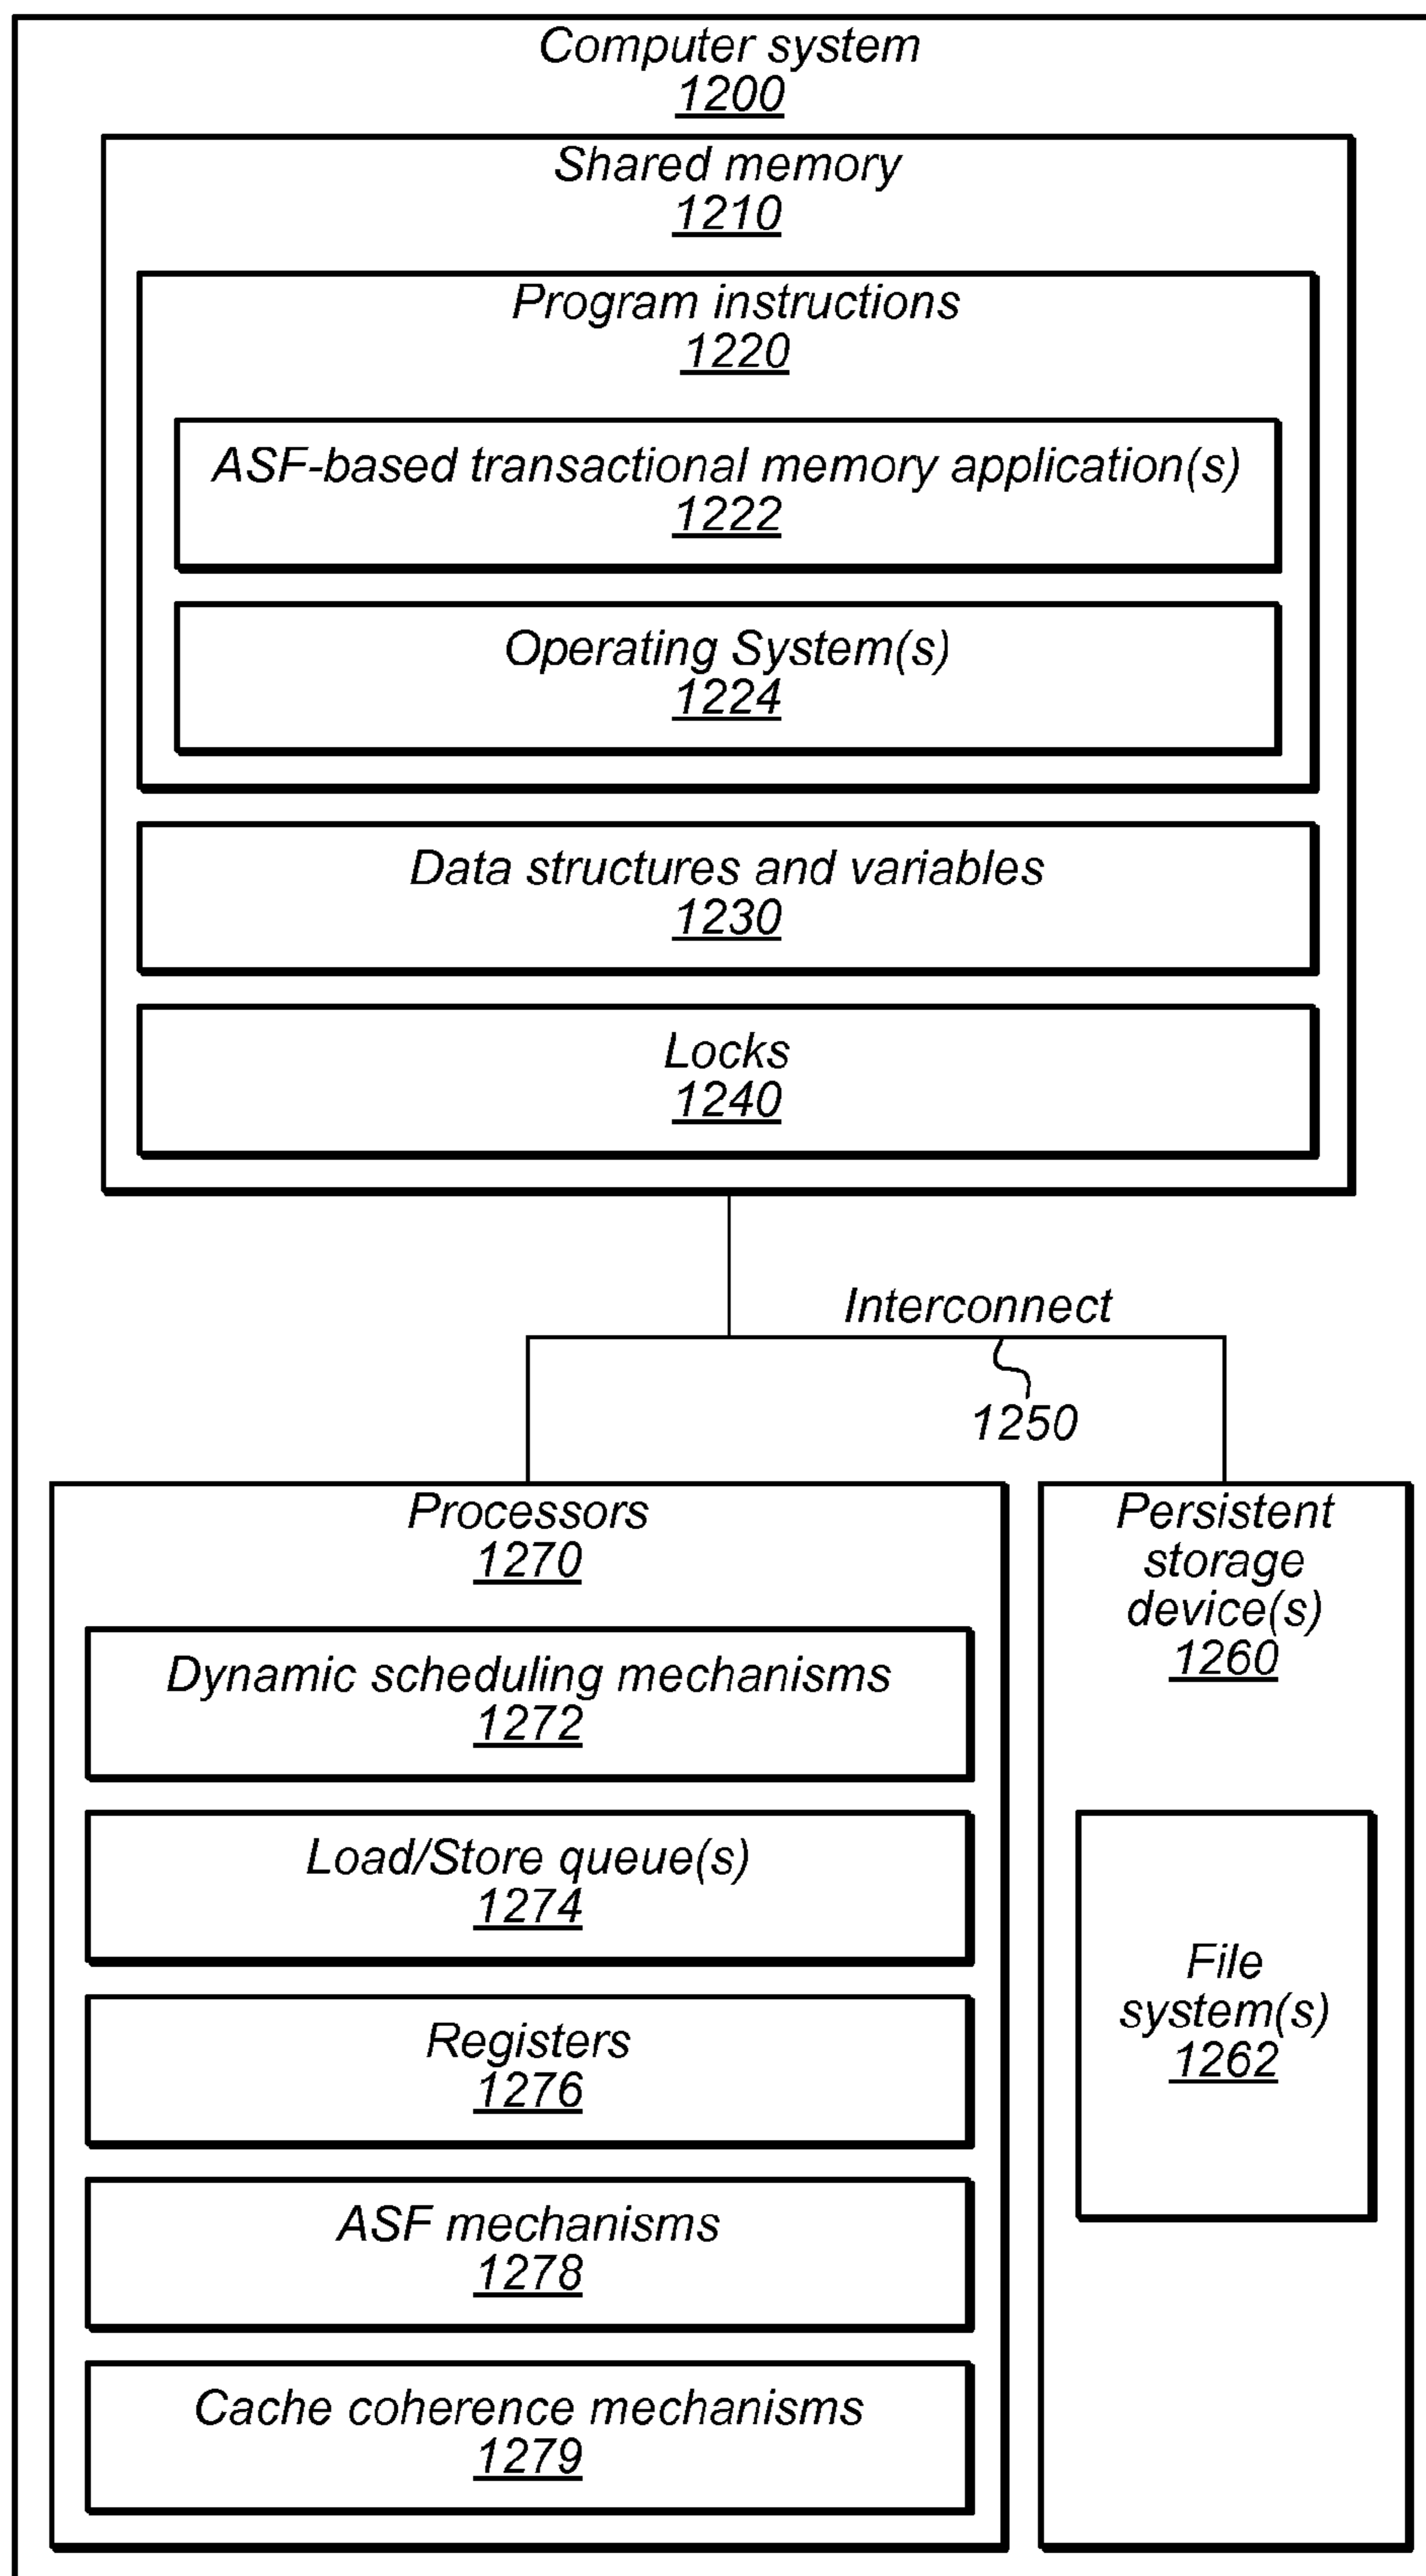 Computer system
1200
Shared memory
1210
Program instructions
1220
ASF-based transactional memory application(s)
1222
Operating System(s)
1224
Data structures and variables
1230
Locks
1240
Interconnect
1250
Processors
1270
Dynamic scheduling mechanisms
1272
Load/Store queue(s)
1274
Registers
1276
ASF mechanisms
1278
Cache coherence mechanisms
1279
Persistent
storage
device(s)
1260
File
system(s)
1262